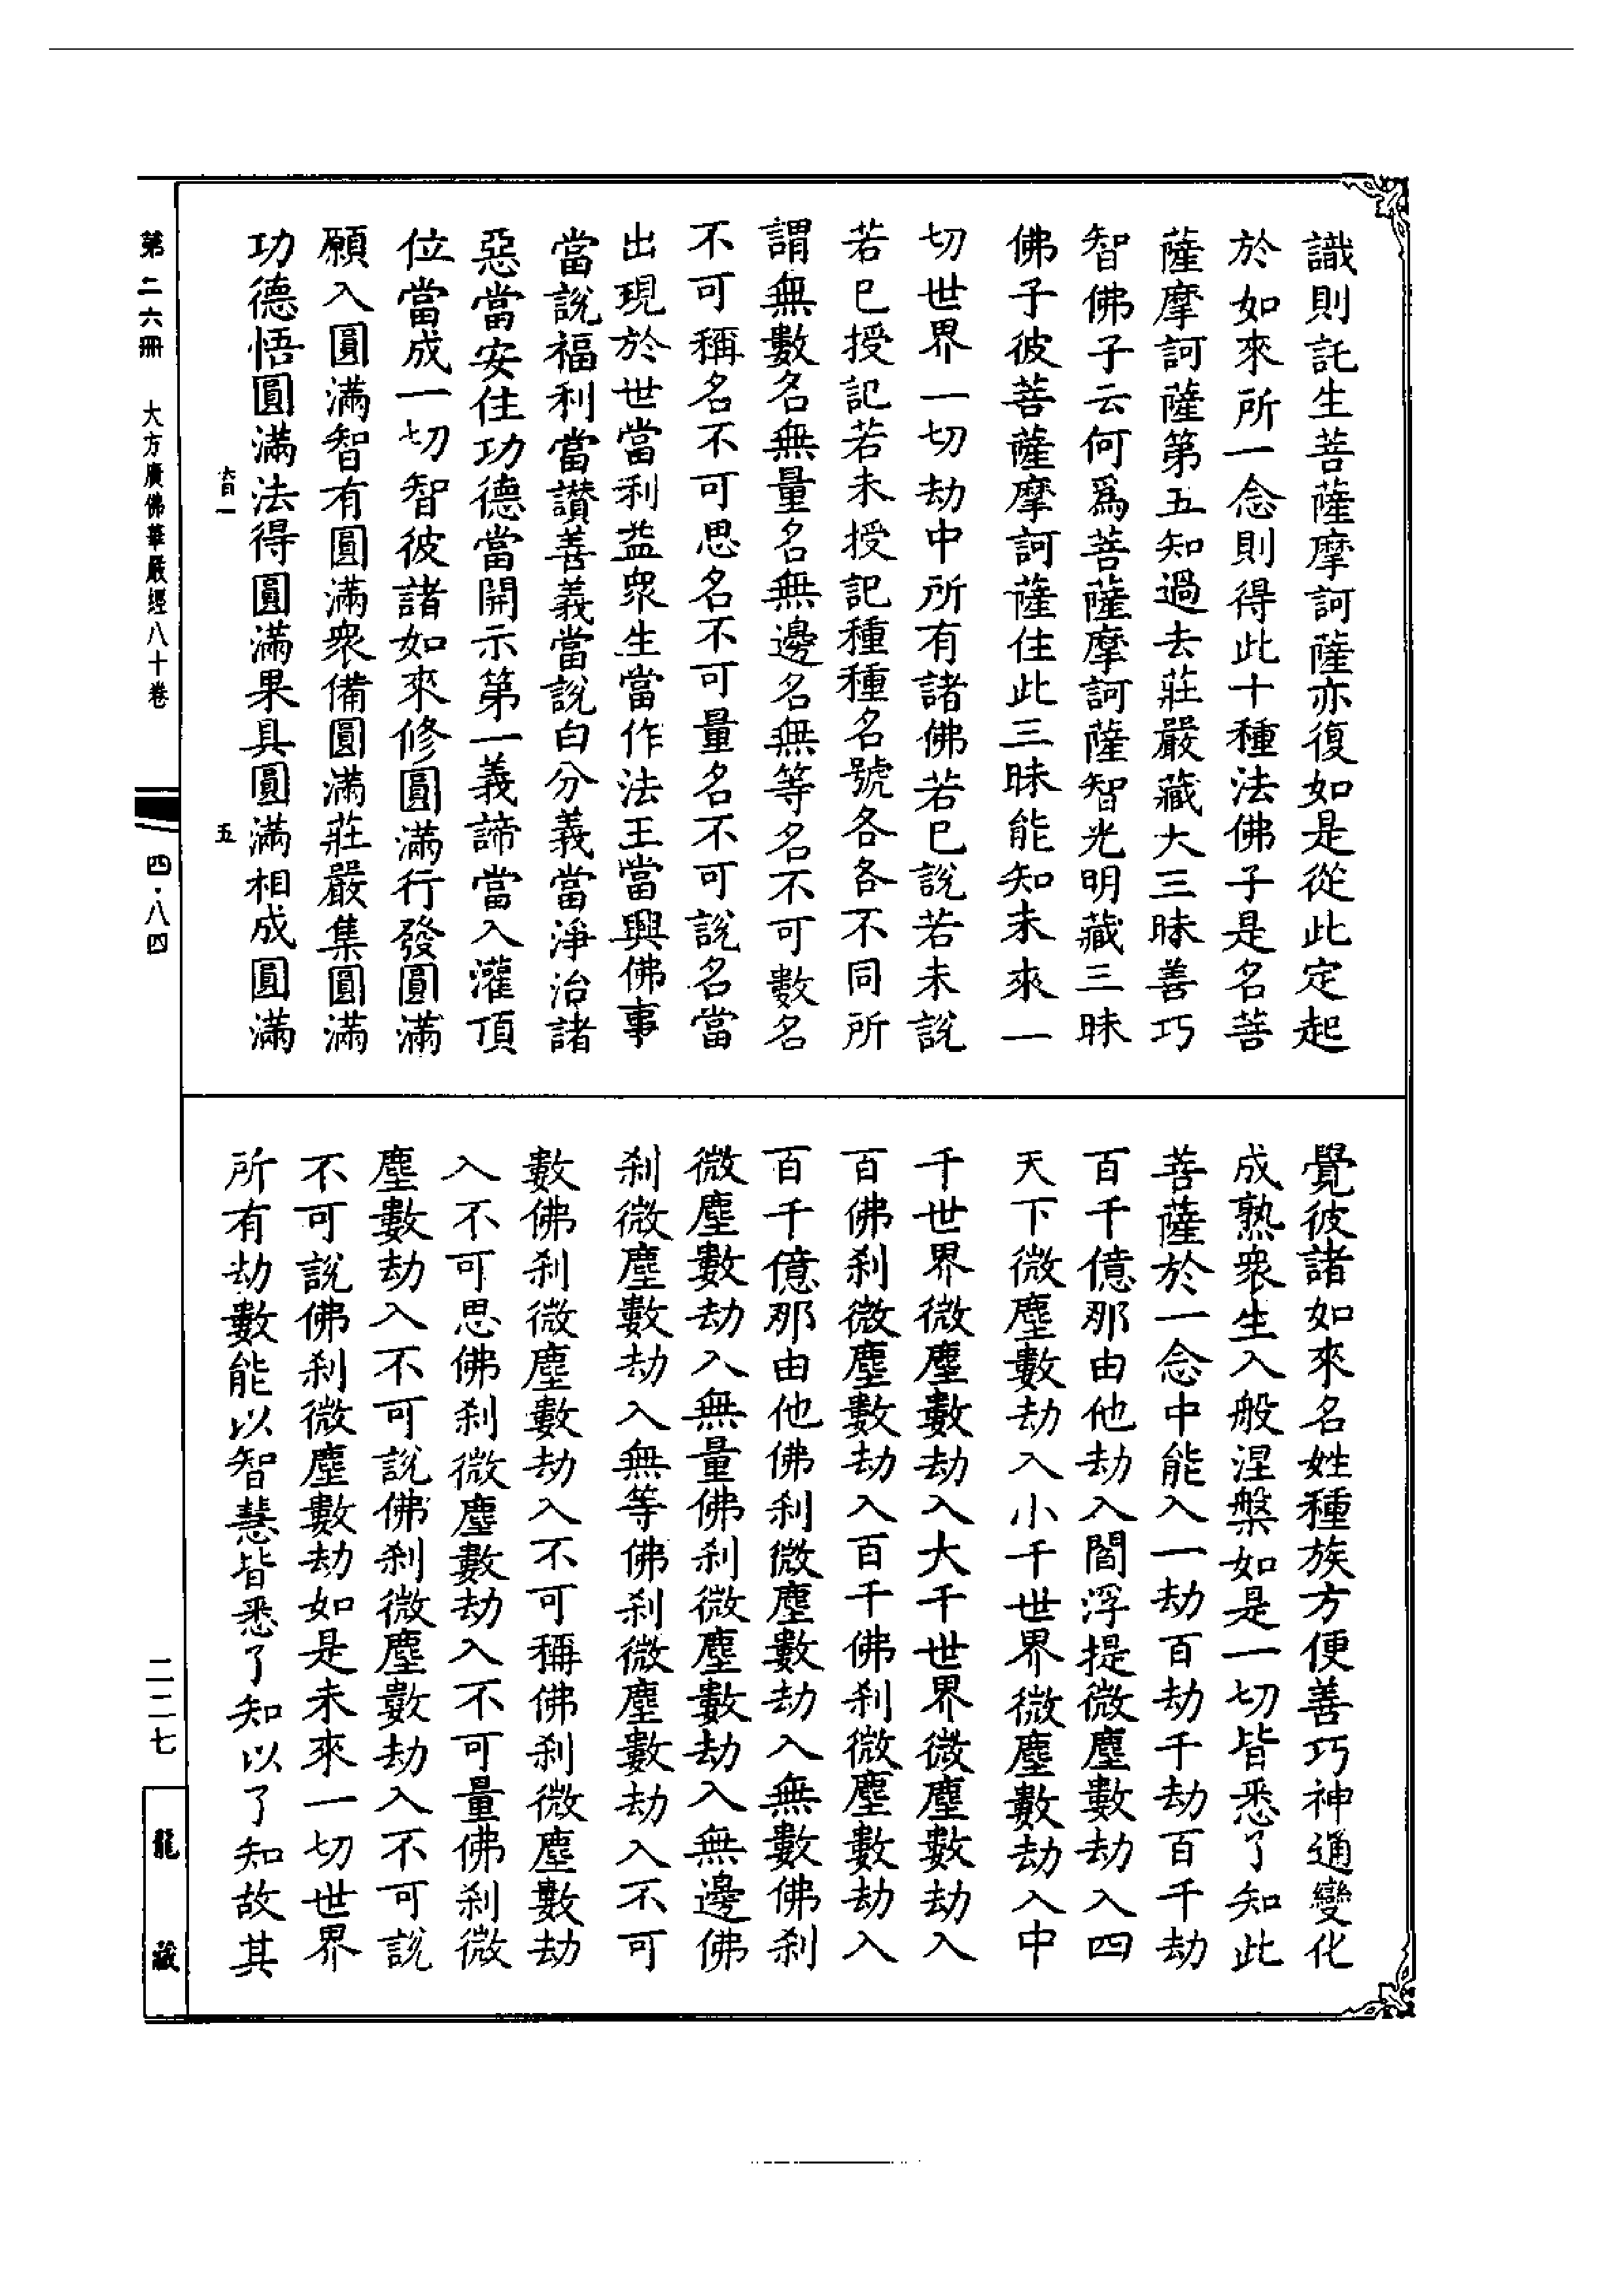 識則託生菩薩摩訶薩亦復如是從此定起
於如來所一念則得此十種法佛子是名菩
薩摩訶薩第五知過去莊嚴藏大三昧善巧
智佛子云何爲菩薩摩訶薩智光明藏三昧
佛子彼菩薩摩訶薩住此三昧能知未來一
切世界一切劫中所有諸佛若已說若未說
若已授記若未授記種種名號各各不同所
謂無數名無量名無邊名無等名不可數名
不可稱名不可思名不可量名不可說名當
出現於世當利益眾生當作法王當興佛事
當說福利當讃善義當說白分義當淨治諸
惡當安住功德當開示第一義諦當入灌頂
位當成一切智彼諸如來修圓滿行發圓滿
願入圓滿智有圓滿衆備圓滿莊嚴集圓滿
功德悟圓滿法得圓滿果具圓滿相成圓滿
五
覺彼諸如來名姓種族方便善巧神通變化
成熟衆生入般涅槃如是一切皆悉了知此
菩薩於一念中能入一劫百劫千劫百千劫
百千億那由他劫入閻浮提微塵數劫入四
天下微塵數劫入小千世界微塵數劫入中
千世界微塵數劫入大千世界微塵數劫入
百佛刹微塵數劫入百千佛刹微塵數劫入
百千億那由他佛刹微塵數劫入無數佛刹
微塵數劫入無量佛刹微塵數劫入無邊佛
刹微塵數劫入無等佛刹微塵數劫入不可
數佛刹微塵數劫入不可稱佛刹微塵數劫
入不可思佛刹微塵數劫入不可量佛刹微
塵數劫入不可說佛刹微塵數劫入不可說
不可說佛刹微塵數劫如是未來一切世界
所有劫數能以智慧皆悉了知以了知故其
第二六冊 大方廣佛華嚴經八十卷 四·八四
二二七
龍藏